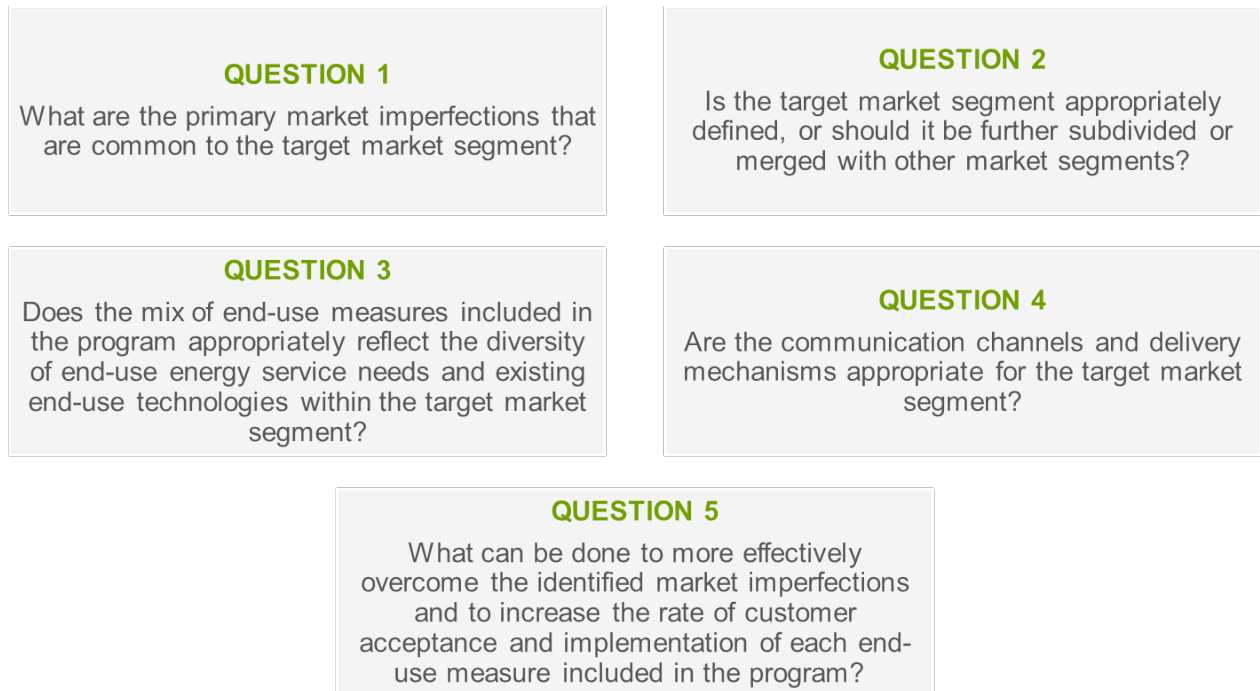 QUESTION 1
What are the primary market imperfections that
are common to the target market segment?
QUESTION 2
Is the target market segment appropriately
defined, or should it be further subdivided or
merged with other market segments?
QUESTION 3
Does the mix of end-use measures included in
the program appropriately reflect the diversity
of end-use energy service needs and existing
end-use technologies within the target market
segment?
QUESTION 4
Are the communication channels and delivery
mechanisms appropriate for the target market
segment?
QUESTION 5
What can be done to more effectively
overcome the identified market imperfections
and to increase the rate of customer
acceptance and implementation of each end-
use measure included in the program?